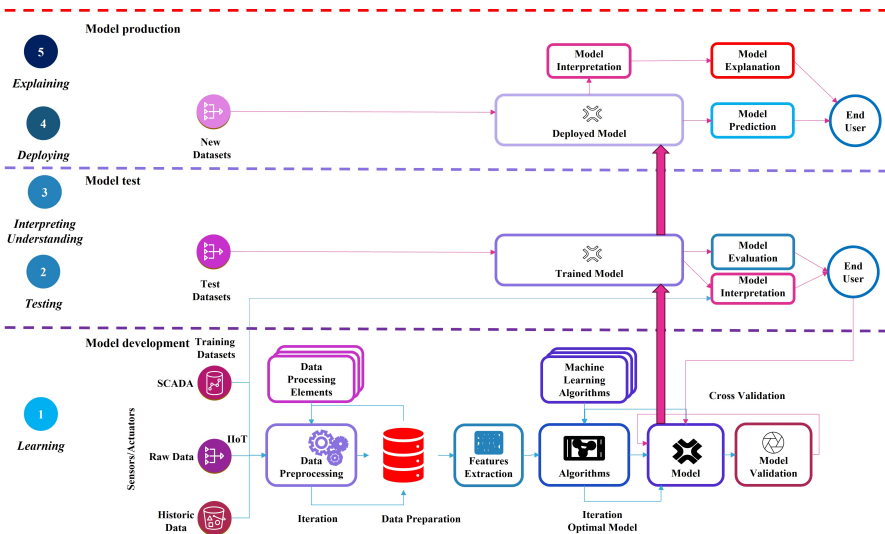 Model production
5
Explaining
4
Deploying
New
Datasets
Model
Interpretation
Model
Explanation
Deployed Model
Model
Prediction
End
User
Model test
3
Interpreting
Understanding
2
Testing
Test
Datasets
Trained Model
Model
Evaluation
Model
Interpretation
End
User
Model development
Training
Datasets
1
Learning
Sensors/Actuators
SCADA
Raw Data
IIoT
Historic
Data
Data
Processing
Elements
Data
Preprocessing
Iteration
Data Preparation
Features
Extraction
Machine
Learning
Algorithms
Algorithms
Iteration
Optimal Model
Cross Validation
Model
Model
Validation